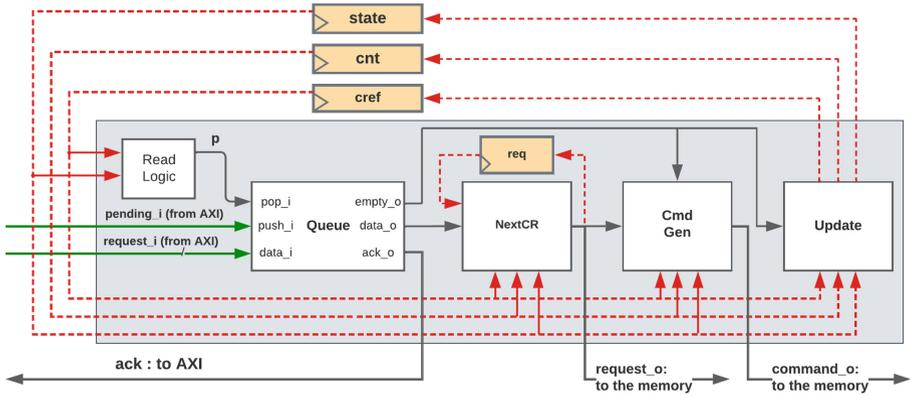 state
cnt
cref
req
Read
Logic
p
pending_i (from AXI)
request_i (from AXI)
pop_i
push_i
data_i
Queue
empty_o
data_o
ack_o
NextCR
Cmd
Gen
Update
ack : to AXI
request_o:
to the memory
command_o:
to the memory